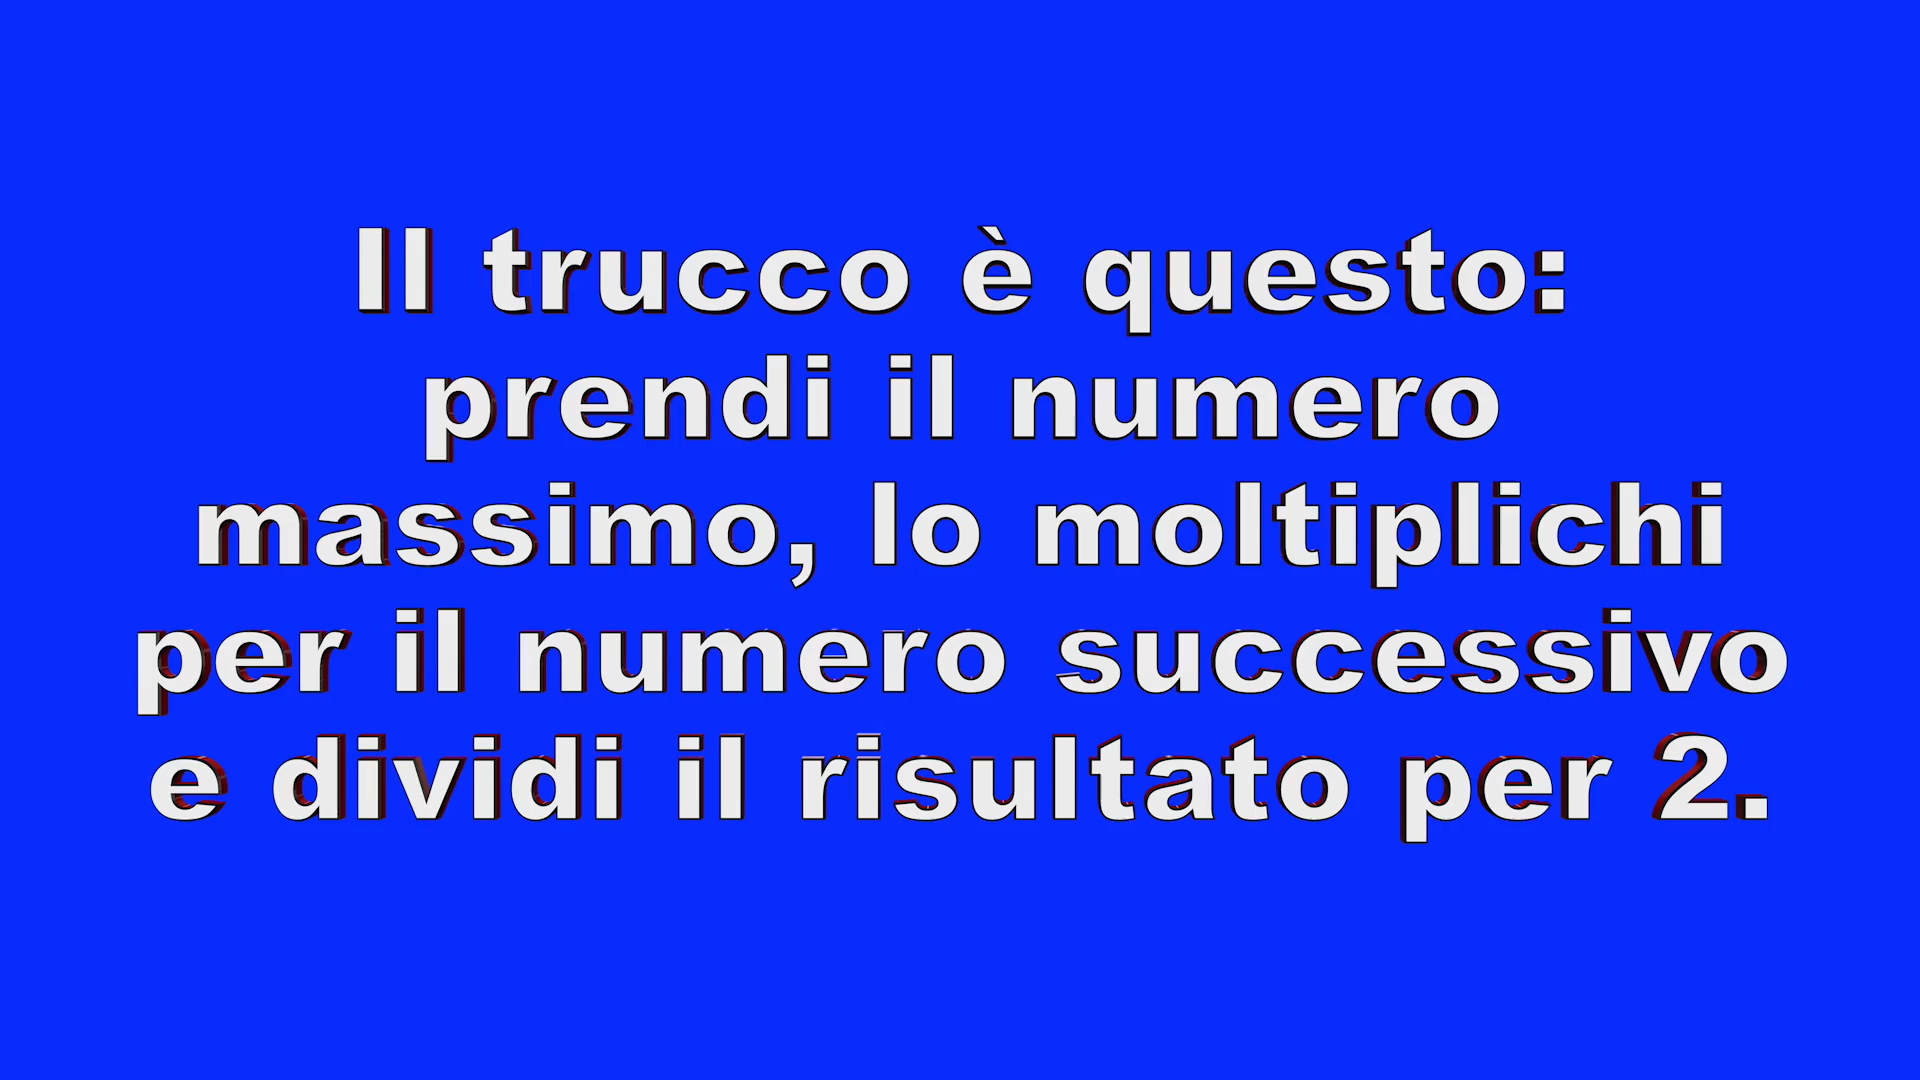 Il trucco è questo:
prendi il numero
massimo, lo moltiplichi
per il numero successivo
e dividi il risultato per 2.